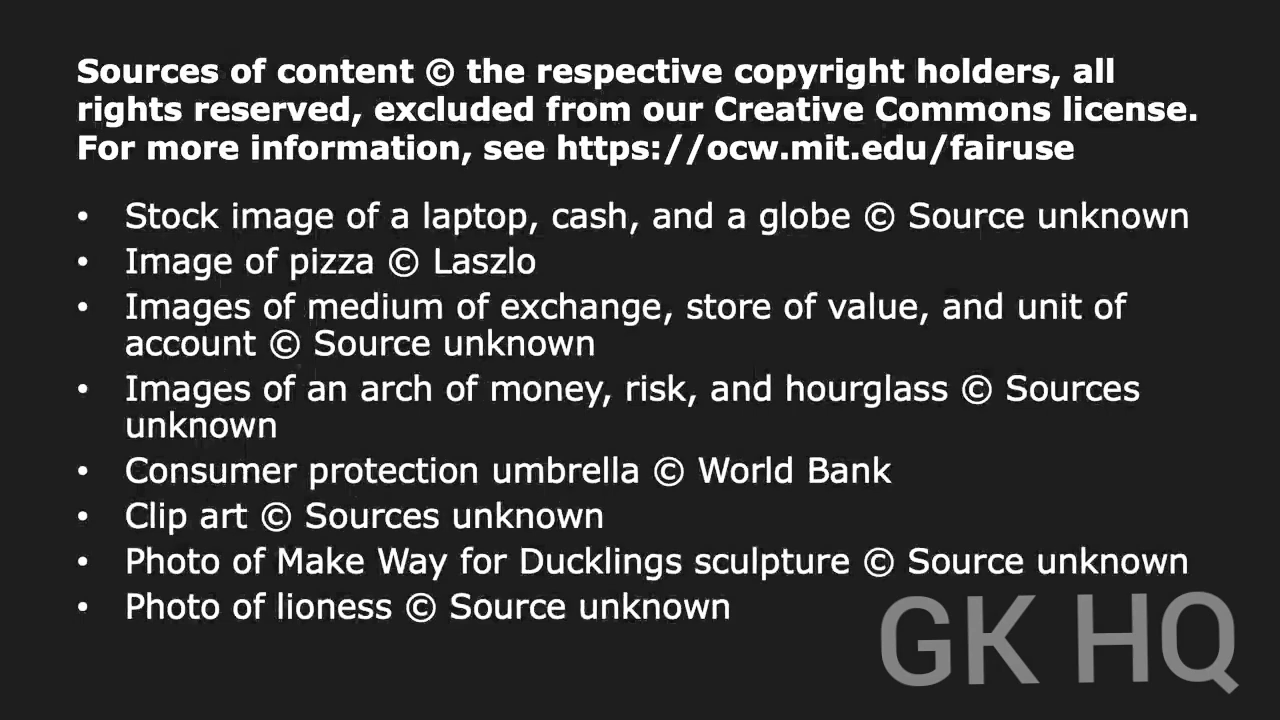 Sources of content © the respective copyright holders, all
rights reserved, excluded from our Creative Commons license.
For more information, see https://ocw.mit.edu/fairuse
• Stock image of a laptop, cash, and a globe © Source unknown
• Image of pizza © Laszlo
• Images of medium of exchange, store of value, and unit of
account © Source unknown
• Images of an arch of money, risk, and hourglass © Sources
unknown
• Consumer protection umbrella © World Bank
• Clip art © Sources unknown
• Photo of Make Way for Ducklings sculpture © Source unknown
• Photo of lioness © Source unknown
GK HQ